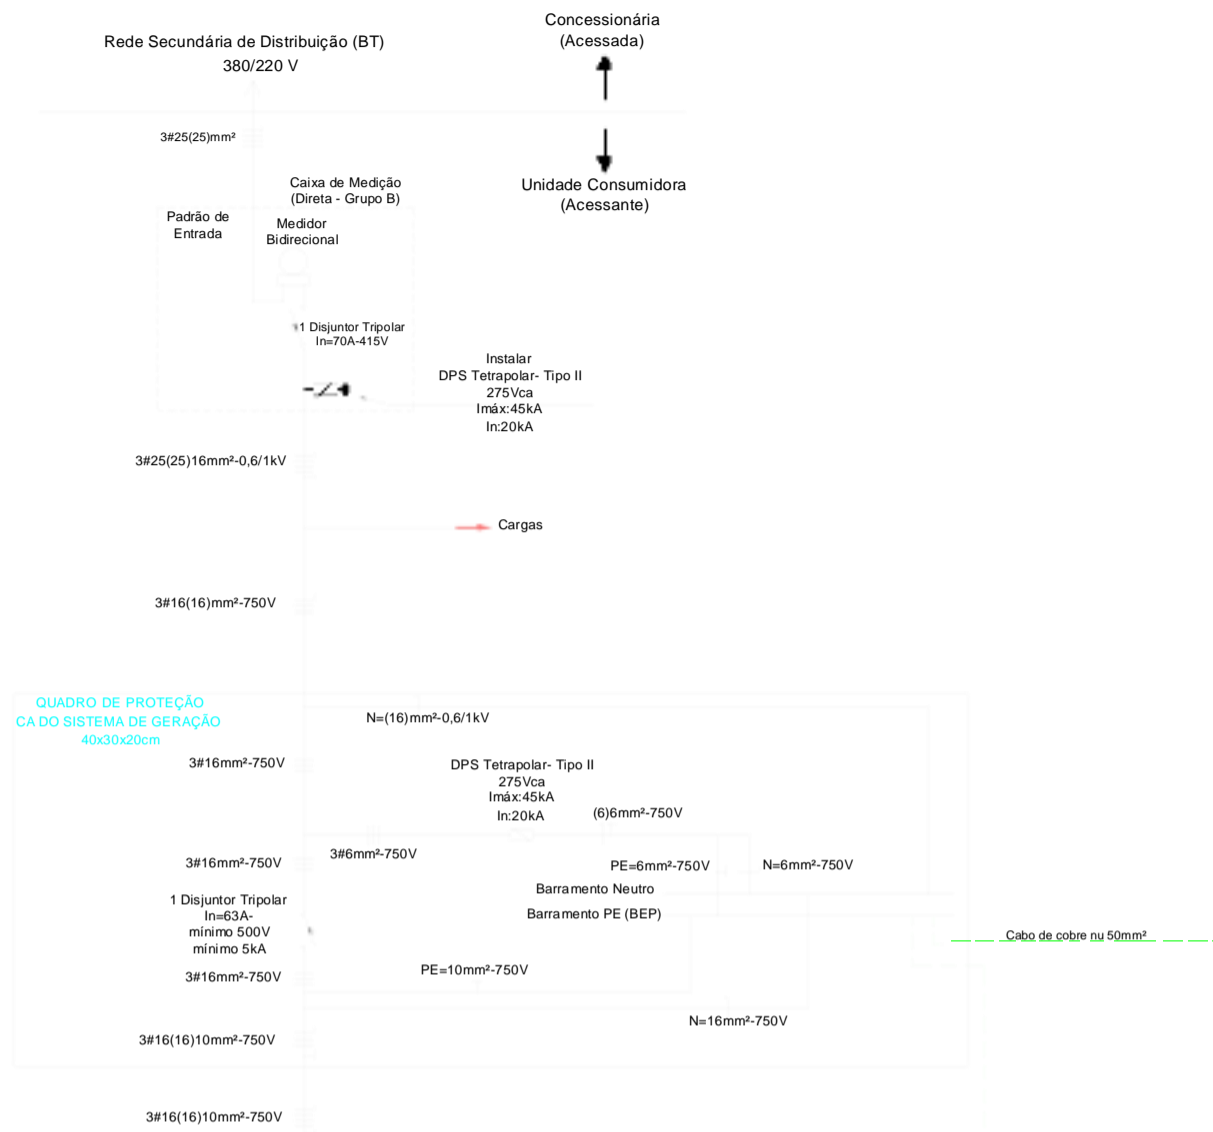 Concessionária
(Acessada)
Rede Secundária de Distribuição (BT)
380/220 V
3#25(25)mm²
Unidade Consumidora
(Acessante)
Caixa de Medição
(Direta - Grupo B)
Padrão de
Entrada
Medidor
Bidirecional
1 Disjuntor Tripolar
In=70A-415V
Instalar
DPS Tetrapolar- Tipo II
275Vca
Imáx:45kA
In:20kA
3#25(25)16mm²-0,6/1kV
Cargas
3#16(16)mm²-750V
QUADRO DE PROTEÇÃO
CA DO SISTEMA DE GERAÇÃO
40x30x20cm
N=(16)mm²-0,6/1kV
3#16mm²-750V
DPS Tetrapolar- Tipo II
275Vca
Imáx:45kA
In:20kA
(6)6mm²-750V
3#6mm²-750V
3#16mm²-750V
PE=6mm²-750V
N=6mm²-750V
Barramento Neutro
1 Disjuntor Tripolar
In=63A-
mínimo 500V
mínimo 5kA
Barramento PE (BEP)
Cabo de cobre nu 50mm²
PE=10mm²-750V
3#16mm²-750V
N=16mm²-750V
3#16(16)10mm²-750V
3#16(16)10mm²-750V